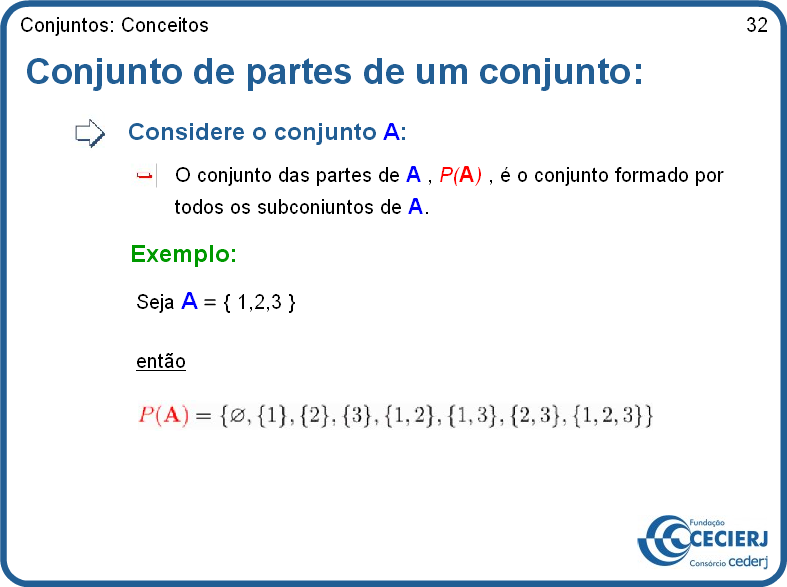 Conjuntos: Conceitos 32
Conjunto de partes de um conjunto:
Considere o conjunto A:
O conjunto das partes de A , P(A) , é o conjunto formado por
todos os subconjuntos de A.
Exemplo:
Seja A = { 1,2,3 }
então
P(A) = {∅, {1}, {2}, {3}, {1, 2}, {1, 3}, {2, 3}, {1, 2, 3}}
Fundação
CECIERJ
Consórcio cederj